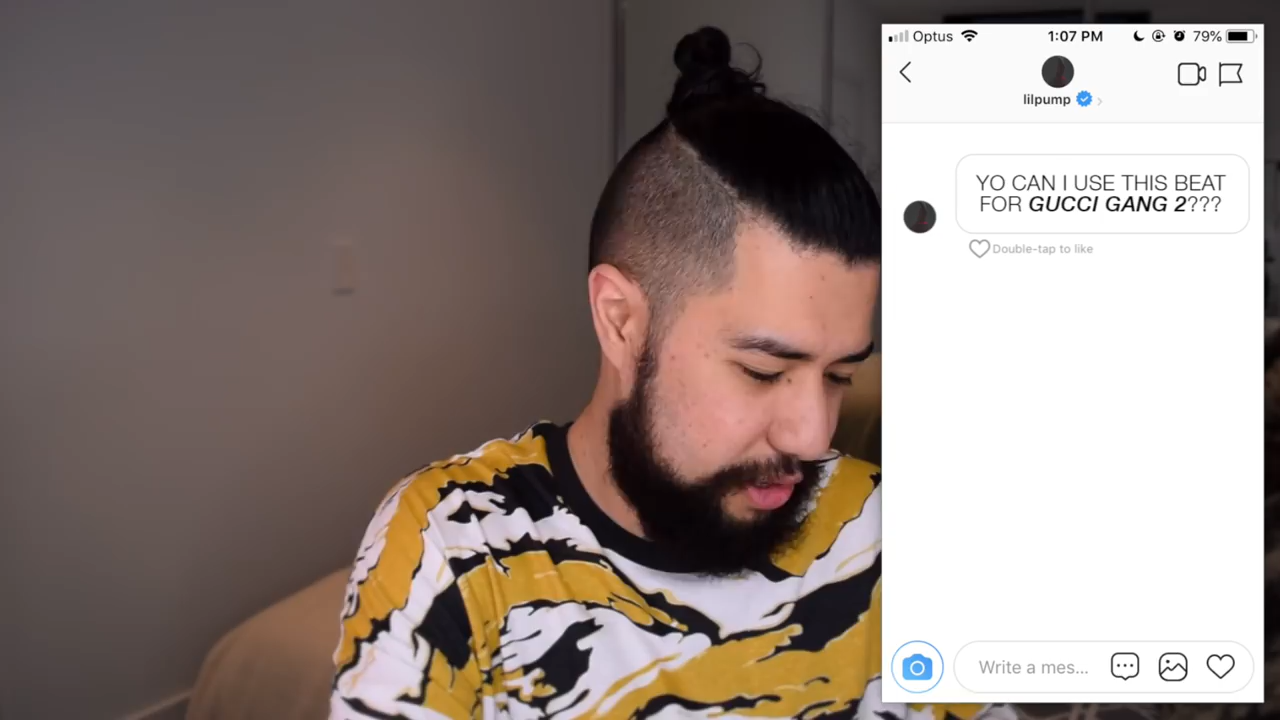 Optus 1:07 PM 79%
lilpump
YO CAN I USE THIS BEAT
FOR GUCCI GANG 2???
Double-tap to like
Write a mes...